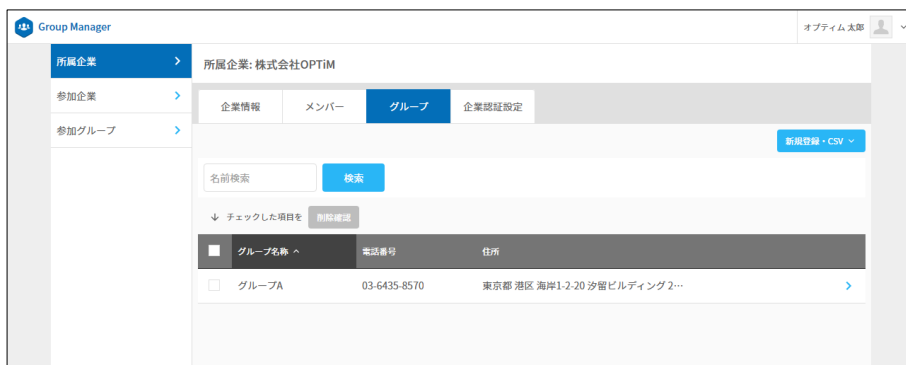 Group Manager
オプティム 太郎
所属企業
参加企業
参加グループ
所属企業: 株式会社OPTiM
企業情報 メンバー グループ 企業認証設定
新規登録・CSV
名前検索 検索
チェックした項目を 削除確認
グループ名称 電話番号 住所
グループA 03-6435-8570 東京都 港区 海岸1-2-20 汐留ビルディング 2…